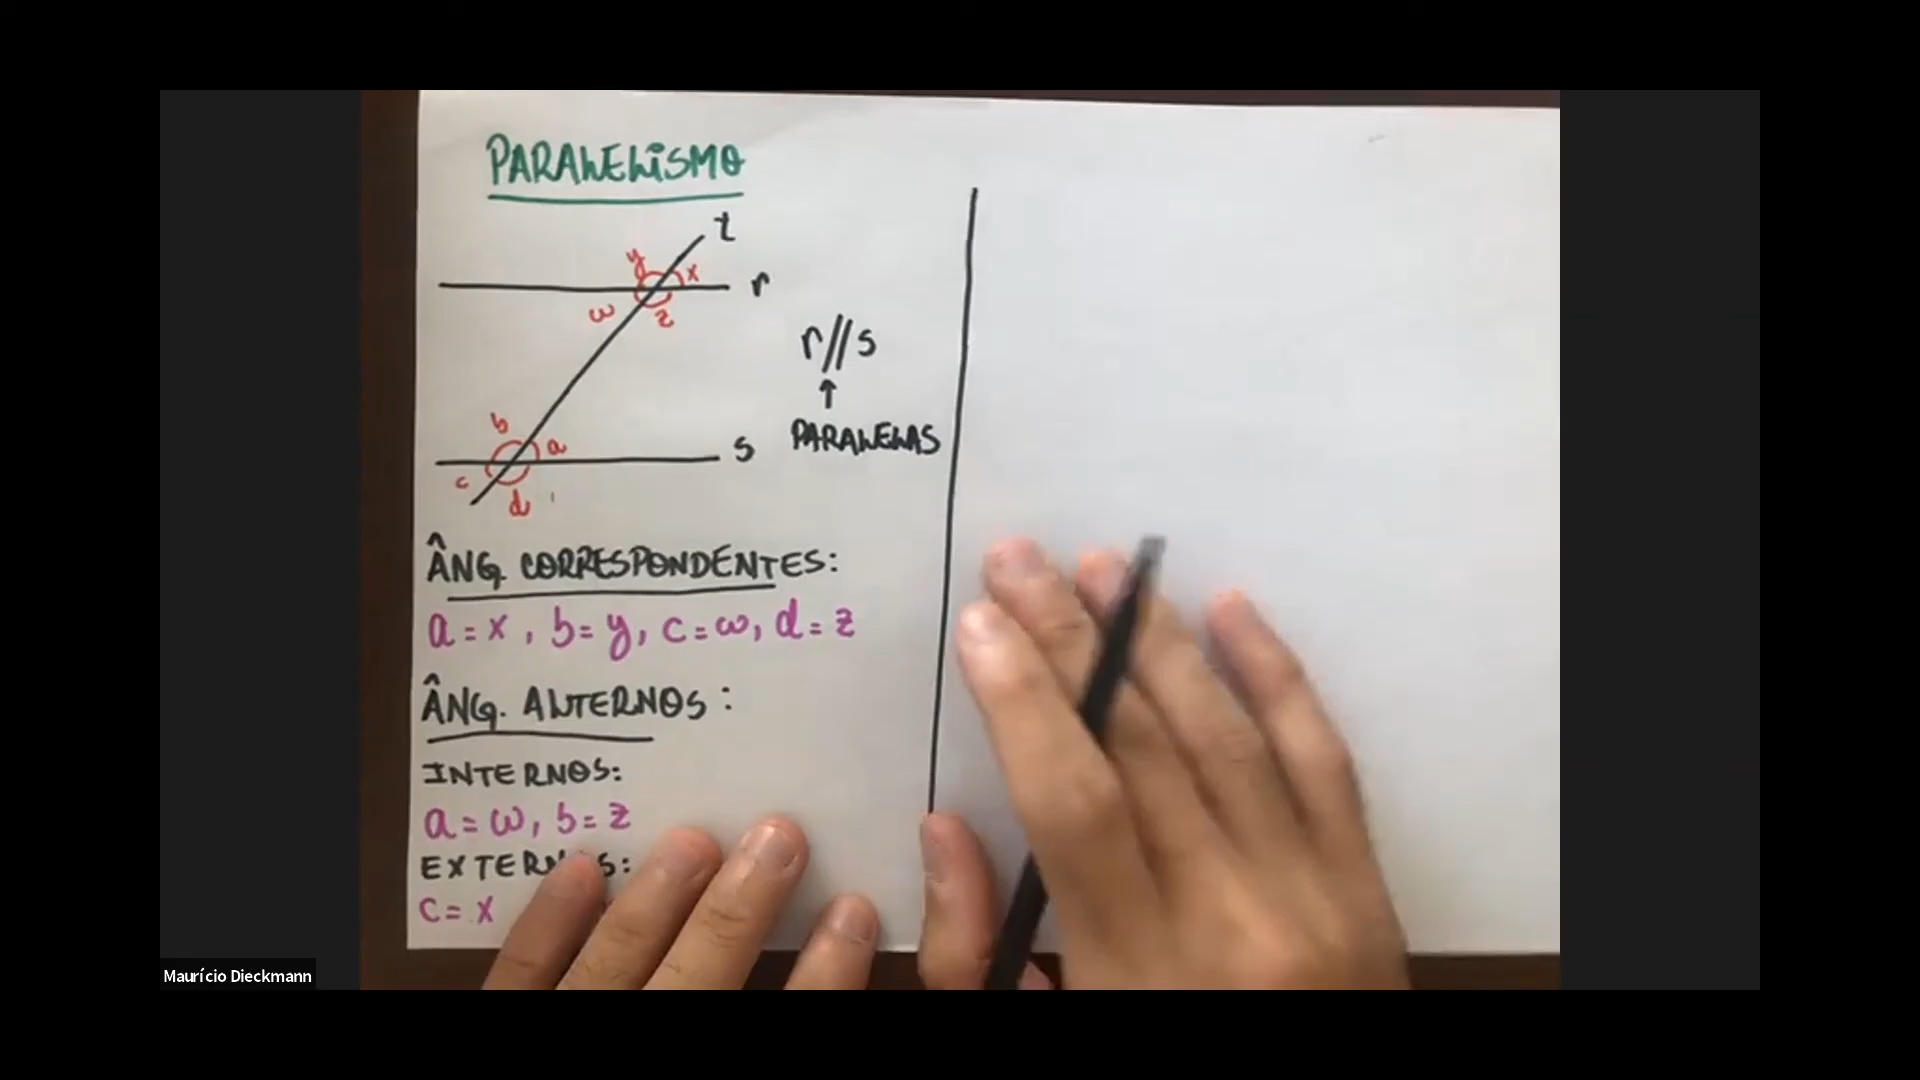 PARALELISMO
t
y x
r
w z
r//s
PARALELAS
b a
s
c
d
ÂNG. CORRESPONDENTES:
a = x, b = y, c = w, d = z
ÂNG. ALTERNOS:
INTERNOS:
a = w, b = z
c = x
Maurício Dieckmann